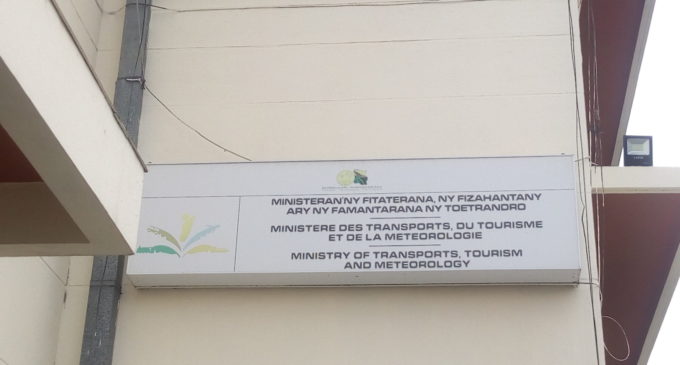 MINISTERAN'NY FITATERANA, NY FIZAHANTANY
ARY NY FAMANTARANA NY TOETRANDRO
MINISTERE DES TRANSPORTS, DU TOURISME
ET DE LA METEOROLOGIE
MINISTRY OF TRANSPORTS, TOURISM
AND METEOROLOGY